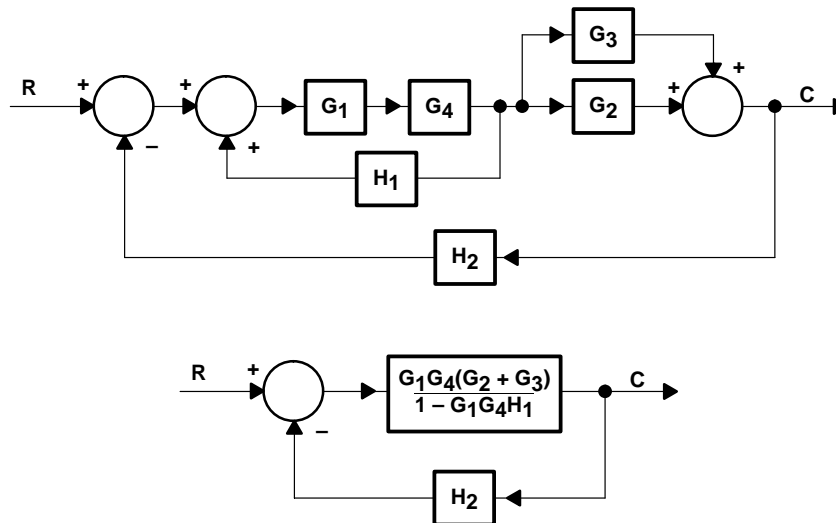 G3
R + + + + C
G1 G4 G2
− +
H1
H2
R + G1G4(G2 + G3) C
1 − G1G4H1
−
H2